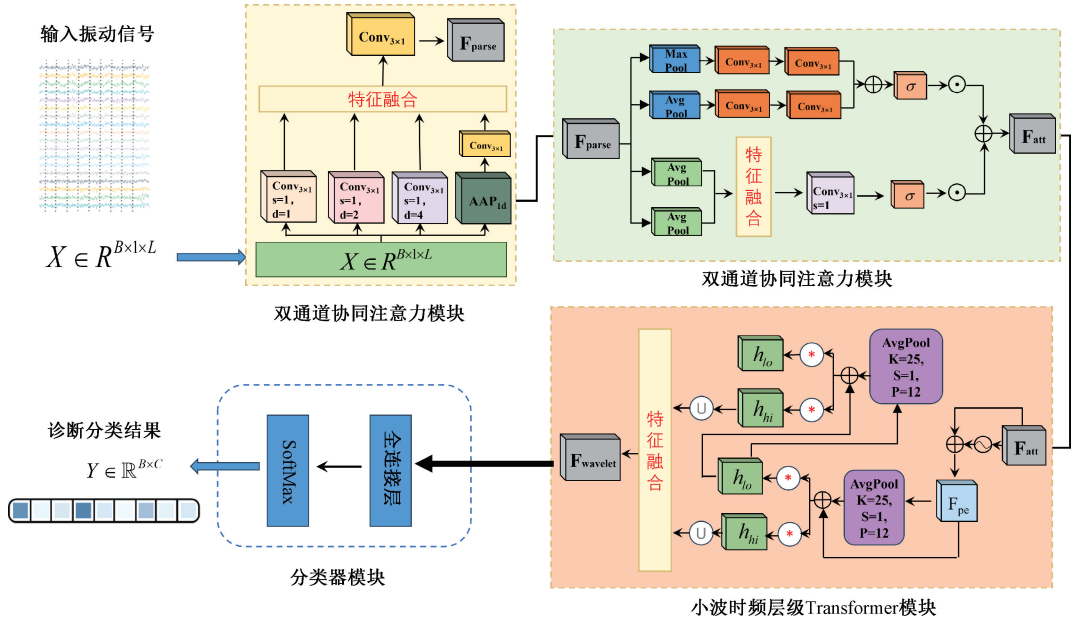 输入振动信号
X ∈ R^{B×1×L}
Conv3×1
Fparse
特征融合
Conv3×1
Conv3×1
s=1,
d=1
Conv3×1
s=1,
d=2
Conv3×1
s=1,
d=4
AAP1d
X ∈ R^{B×1×L}
双通道协同注意力模块
Fparse
Max
Pool
Conv3×1
Conv3×1
Avg
Pool
Conv3×1
Conv3×1
σ
Avg
Pool
Avg
Pool
特征融合
Conv3×1
s=1
σ
Fatt
双通道协同注意力模块
Fatt
Fpe
AvgPool
K=25,
S=1,
P=12
AvgPool
K=25,
S=1,
P=12
hlo
*
hhi
*
U
hlo
*
hhi
*
U
特征融合
Fwavelet
小波时频层级Transformer模块
全连接层
SoftMax
分类器模块
诊断分类结果
Y ∈ ℝ^{B×C}